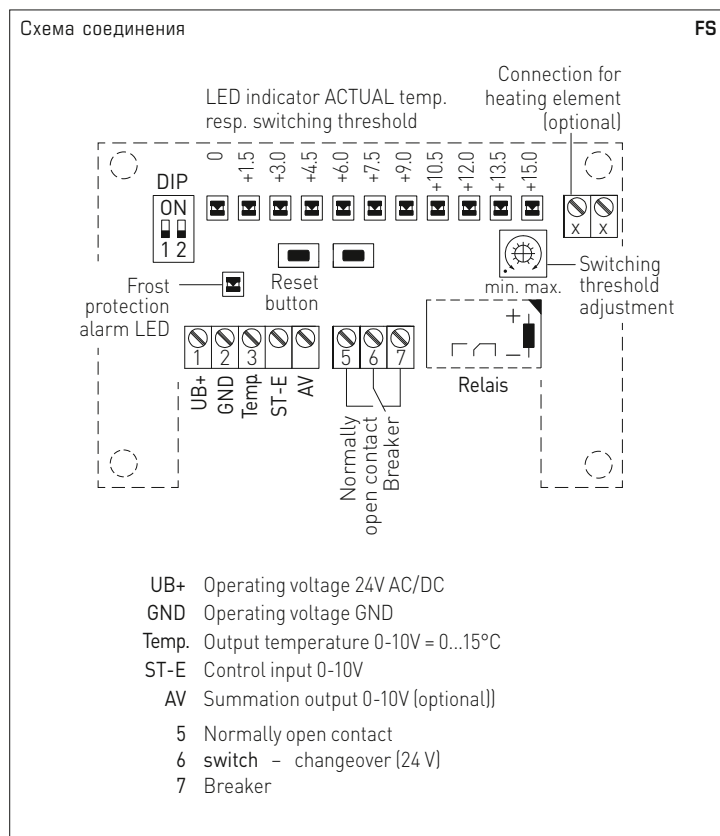 Схема соединения
FS
Connection for
heating element
(optional)
LED indicator ACTUAL temp.
resp. switching threshold
0
+1.5
+3.0
+4.5
+6.0
+7.5
+9.0
+10.5
+12.0
+13.5
+15.0
DIP
ON
1 2
x x
Frost
protection
alarm LED
Reset
button
min. max.
Switching
threshold
adjustment
1 2 3
5 6 7
+
–
Relais
UB+
GND
Temp
ST-E
AV
Normally
open contact
Breaker
UB+ Operating voltage 24V AC/DC
GND Operating voltage GND
Temp. Output temperature 0-10V = 0...15°C
ST-E Control input 0-10V
AV Summation output 0-10V (optional))
5 Normally open contact
6 switch – changeover (24 V)
7 Breaker